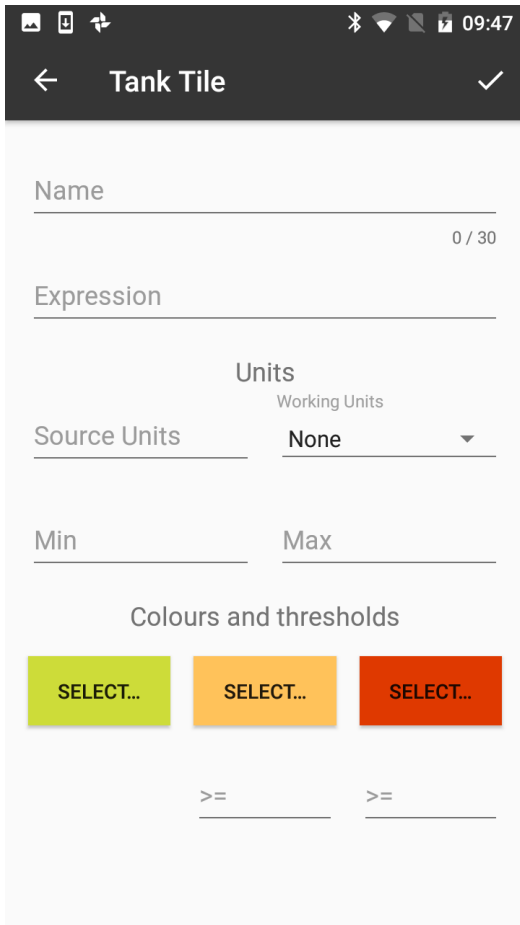 09:47
Tank Tile
Name
0 / 30
Expression
Units
Working Units
Source Units
None
Min
Max
Colours and thresholds
SELECT...
SELECT...
SELECT...
>=
>=